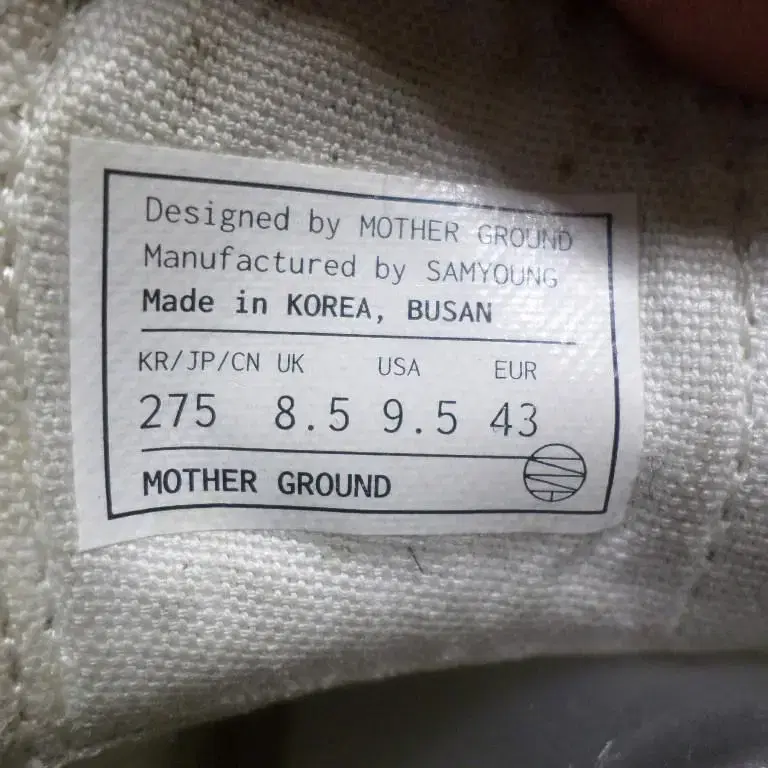 Designed by MOTHER GROUND
Manufactured by SAMYOUNG
Made in KOREA, BUSAN
KR/JP/CN UK USA EUR
275 8.5 9.5 43
MOTHER GROUND